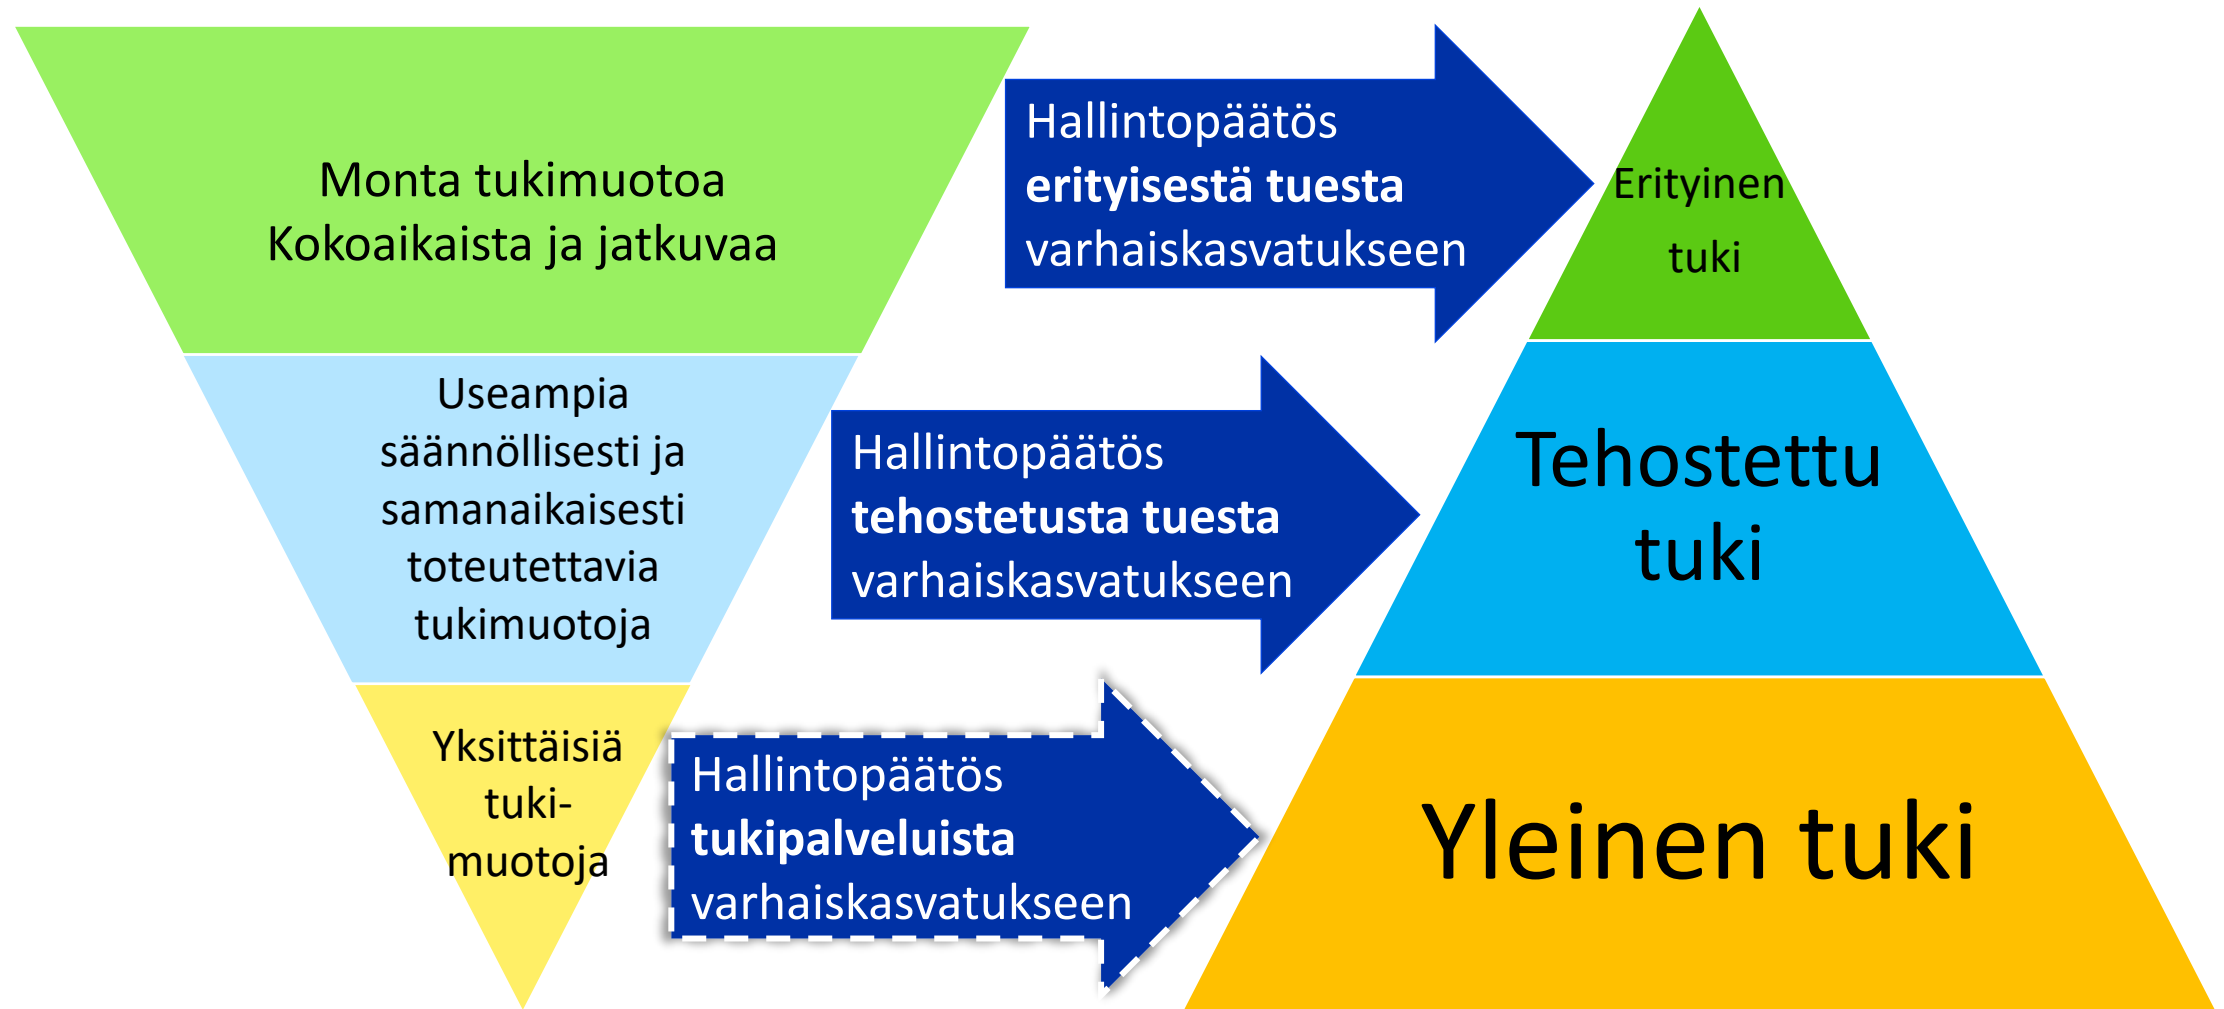 Monta tukimuotoa
Kokoaikaista ja jatkuvaa
Hallintopäätös
erityisestä tuesta
varhaiskasvatukseen
Erityinen
tuki
Useampia
säännöllisesti ja
samanaikaisesti
toteutettavia
tukimuotoja
Hallintopäätös
tehostetusta tuesta
varhaiskasvatukseen
Tehostettu
tuki
Yksittäisiä
tuki-
muotoja
Hallintopäätös
tukipalveluista
varhaiskasvatukseen
Yleinen tuki